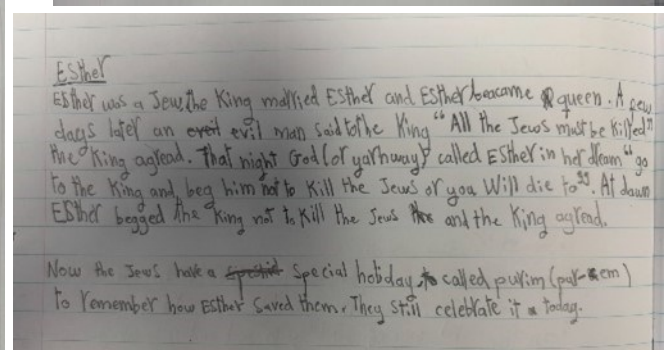 Esther
Esther was a Jew, the King married Esther and Esther beacame queen. A few
days later an evil man said to the King "All the Jews must be killed"
the King agread. That night God (or yarhway) called Esther in her dream "go
to the King and beg him not to kill the Jews or you will die to". At dawn
Esther begged the King not to kill the Jews and the King agread.
Now the Jews have a special holiday, called purim (pur-em)
to remember how Esther saved them. They still celebrate it today.